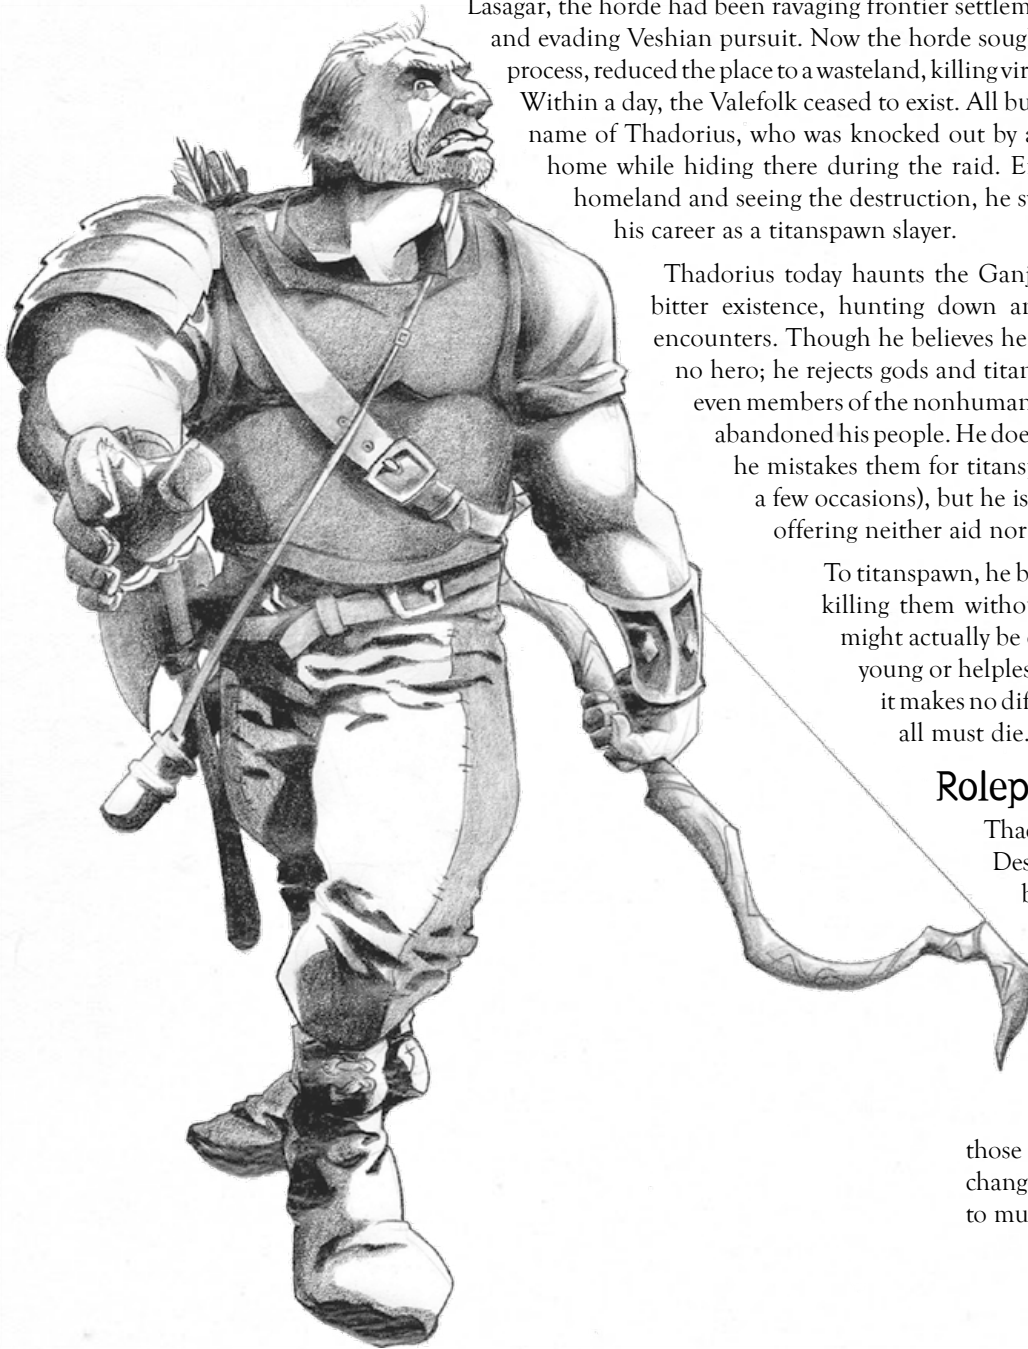 Lasagar, the horde had been ravaging frontier settlem
and evading Veshian pursuit. Now the horde soug
process, reduced the place to a wasteland, killing vir
Within a day, the Valefolk ceased to exist. All bu
name of Thadorius, who was knocked out by a
home while hiding there during the raid. E
homeland and seeing the destruction, he s
his career as a titanspawn slayer.
Thadorius today haunts the Ganj
bitter existence, hunting down an
encounters. Though he believes he
no hero; he rejects gods and titan
even members of the nonhuman
abandoned his people. He doe
he mistakes them for titansp
a few occasions), but he is
offering neither aid nor
To titanspawn, he b
killing them withou
might actually be
young or helples
it makes no dif
all must die.
Rolep
Thad
Des
b
those
chang
to mu